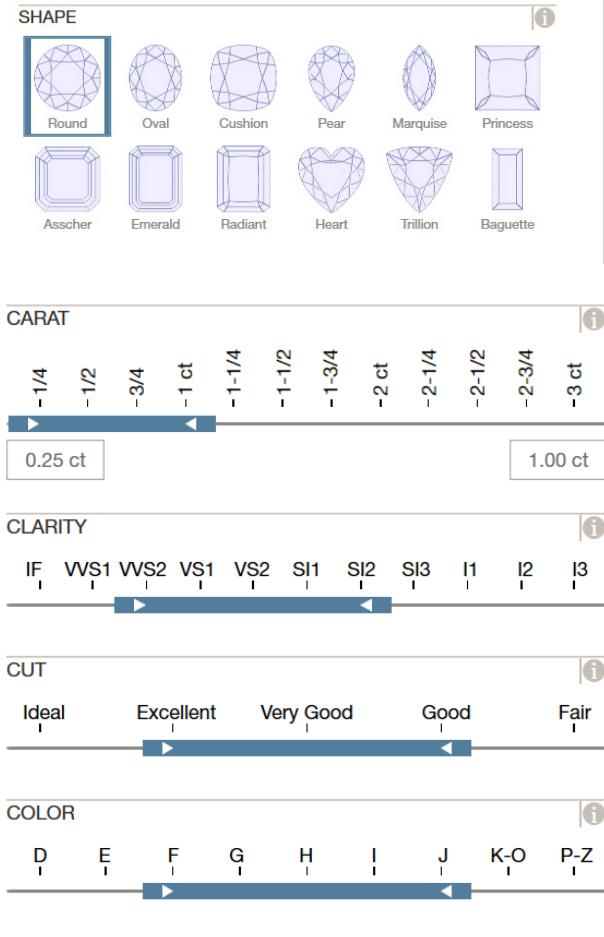 SHAPE
Round Oval Cushion Pear Marquise Princess
Asscher Emerald Radiant Heart Trillion Baguette
CARAT
1/4 1/2 3/4 1 ct 1-1/4 1-1/2 1-3/4 2 ct 2-1/4 2-1/2 2-3/4 3 ct
0.25 ct 1.00 ct
CLARITY
IF VVS1 VVS2 VS1 VS2 SI1 SI2 SI3 I1 I2 I3
CUT
Ideal Excellent Very Good Good Fair
COLOR
D E F G H I J K-O P-Z